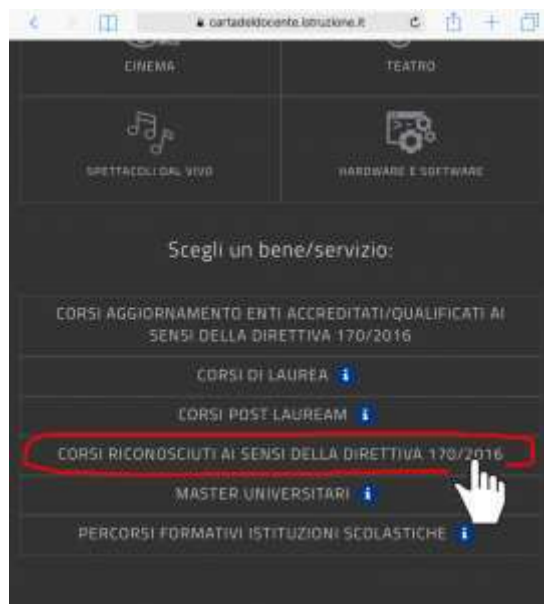 cartadeldocente.istruzione.it
CINEMA
TEATRO
SPETTACOLI DAL VIVO
HARDWARE E SOFTWARE
Scegli un bene/servizio:
CORSI AGGIORNAMENTO ENTI ACCREDITATI/QUALIFICATI AI
SENSI DELLA DIRETTIVA 170/2016
CORSI DI LAUREA i
CORSI POST LAUREAM i
CORSI RICONOSCIUTI AI SENSI DELLA DIRETTIVA 170/2016
MASTER UNIVERSITARI i
PERCORSI FORMATIVI ISTITUZIONI SCOLASTICHE i